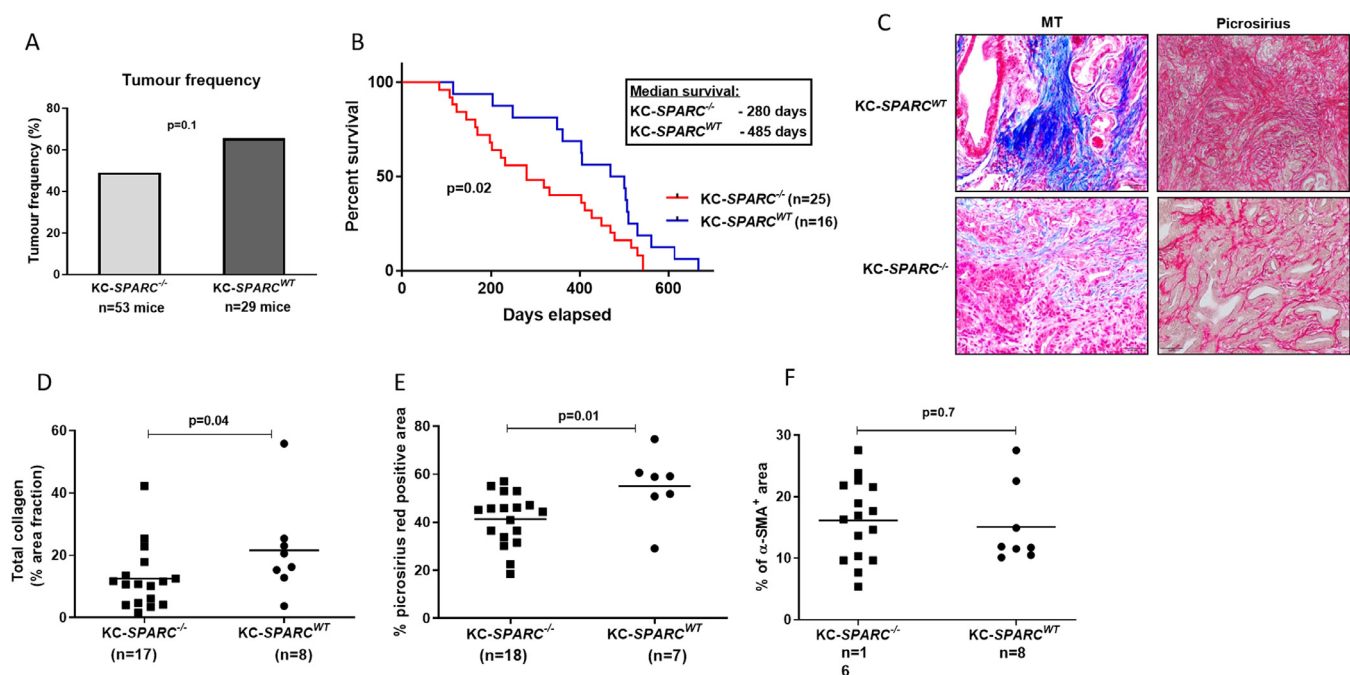 A
Tumour frequency
Tumour frequency (%)
80
60
40
20
0
p=0.1
KC-SPARC-/-
KC-SPARCWT
n=53 mice
n=29 mice
B
Percent survival
100
50
0
0
200
400
600
Days elapsed
p=0.02
Median survival:
KC-SPARC-/- - 280 days
KC-SPARCWT - 485 days
KC-SPARC-/- (n=25)
KC-SPARCWT (n=16)
C
MT
Picrosirius
KC-SPARCWT
KC-SPARC-/-
D
p=0.04
Total collagen
(% area fraction)
60
40
20
0
KC-SPARC-/-
KC-SPARCWT
(n=17)
(n=8)
E
p=0.01
% picrosirius red positive area
80
60
40
20
0
KC-SPARC-/-
KC-SPARCWT
(n=18)
(n=7)
F
p=0.7
% of α-SMA+ area
30
20
10
0
KC-SPARC-/-
KC-SPARCWT
n=1
6
n=8